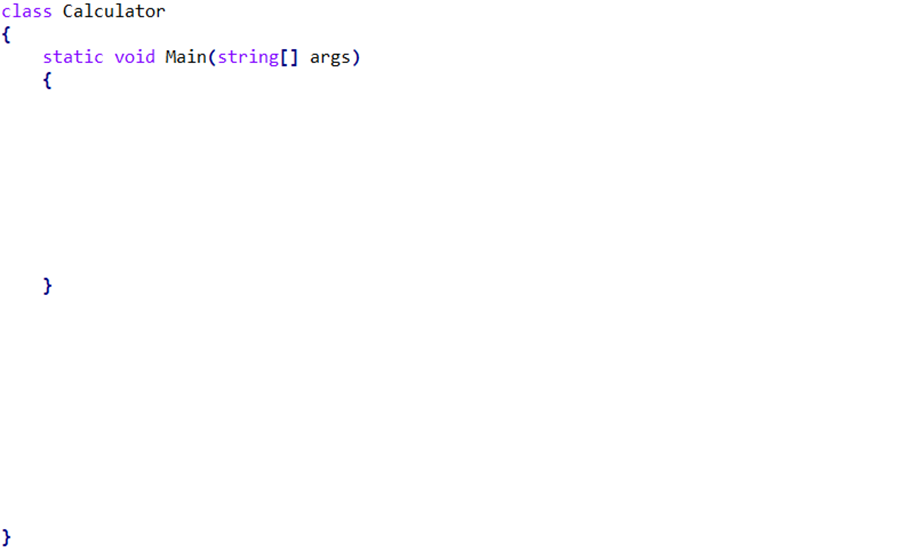 class Calculator
{
    static void Main(string[] args)
    {
    }
}